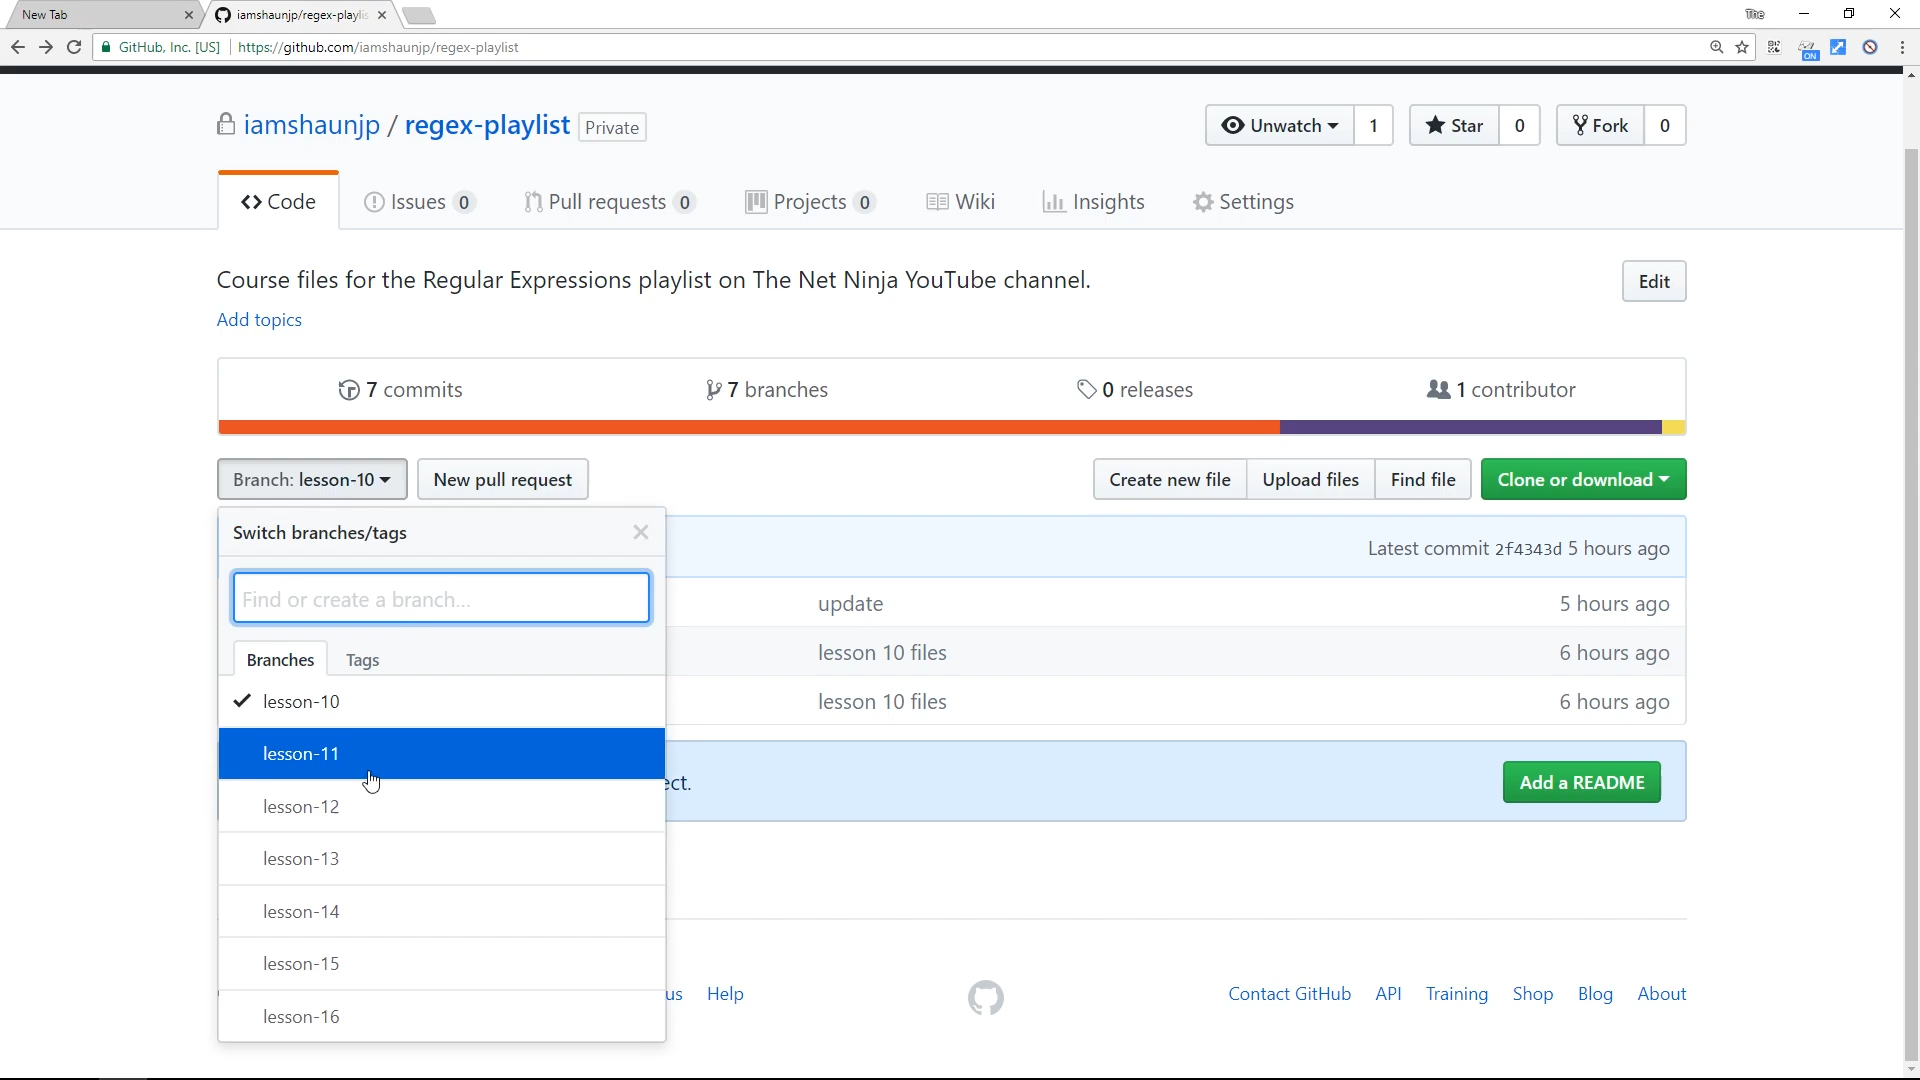 New Tab
iamshaunjp/regex-playlis
The
GitHub, Inc. [US] https://github.com/iamshaunjp/regex-playlist
ON
iamshaunjp / regex-playlist Private
Unwatch 1 Star 0 Fork 0
Code Issues 0 Pull requests 0 Projects 0 Wiki Insights Settings
Course files for the Regular Expressions playlist on The Net Ninja YouTube channel.
Edit
Add topics
7 commits 7 branches 0 releases 1 contributor
Branch: lesson-10 New pull request Create new file Upload files Find file Clone or download
Switch branches/tags
Latest commit 2f4343d 5 hours ago
Find or create a branch...
update 5 hours ago
Branches Tags
lesson 10 files 6 hours ago
lesson-10
lesson 10 files 6 hours ago
lesson-11
ect.
Add a README
lesson-12
lesson-13
lesson-14
lesson-15
us Help Contact GitHub API Training Shop Blog About
lesson-16